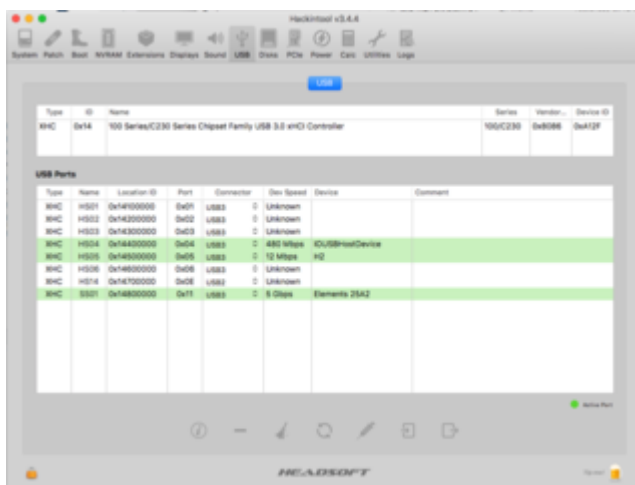 Hackintool v3.4.4
System Patch Boot NVRAM Extensions Displays Sound USB Disks PCIe Power Calc Utilities Logs
USB
Type ID Name Series Vendor... Device ID
XHC 0x14 100 Series/C230 Series Chipset Family USB 3.0 xHCI Controller 100/C230 0x8086 0xA12F
USB Ports
Type Name Location ID Port Connector Dev Speed Device Comment
XHC HS01 0x14100000 0x01 USB3 Unknown
XHC HS02 0x14200000 0x02 USB3 Unknown
XHC HS03 0x14300000 0x03 USB3 Unknown
XHC HS04 0x14400000 0x04 USB3 480 Mbps IOUSBHostDevice
XHC HS05 0x14500000 0x05 USB3 12 Mbps H2
XHC HS06 0x14600000 0x06 USB3 Unknown
XHC HS14 0x14700000 0x0E USB2 Unknown
XHC SS01 0x14800000 0x11 USB3 5 Gbps Elements 25A2
Active Port
HEADSOFT